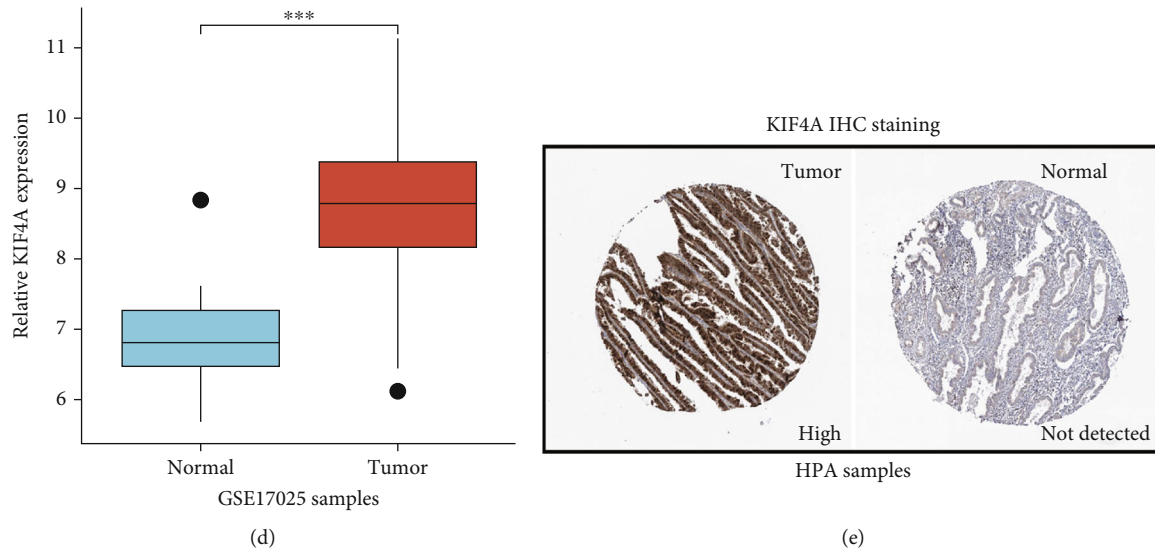 ***
11
10
9
8
7
6
Relative KIF4A expression
Normal
Tumor
GSE17025 samples
(d)
KIF4A IHC staining
Tumor
Normal
High
Not detected
HPA samples
(e)